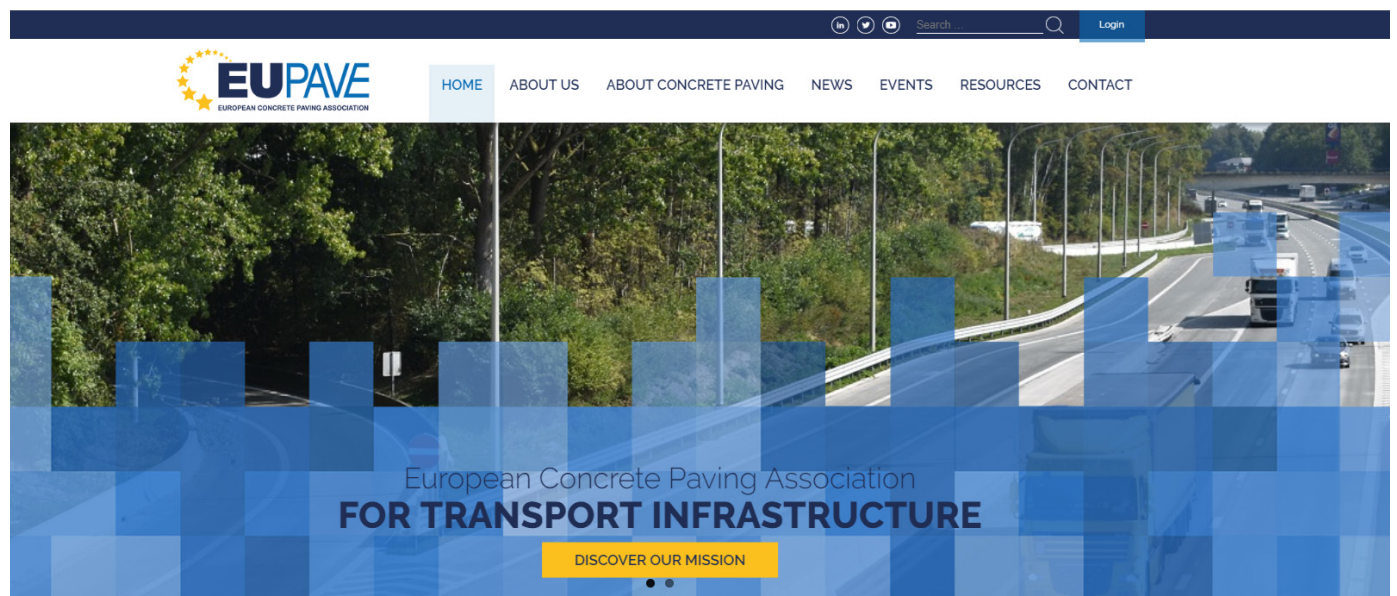 in
Search ...
Login
EUPAVE
EUROPEAN CONCRETE PAVING ASSOCIATION
HOME ABOUT US ABOUT CONCRETE PAVING NEWS EVENTS RESOURCES CONTACT
European Concrete Paving Association
FOR TRANSPORT INFRASTRUCTURE
DISCOVER OUR MISSION